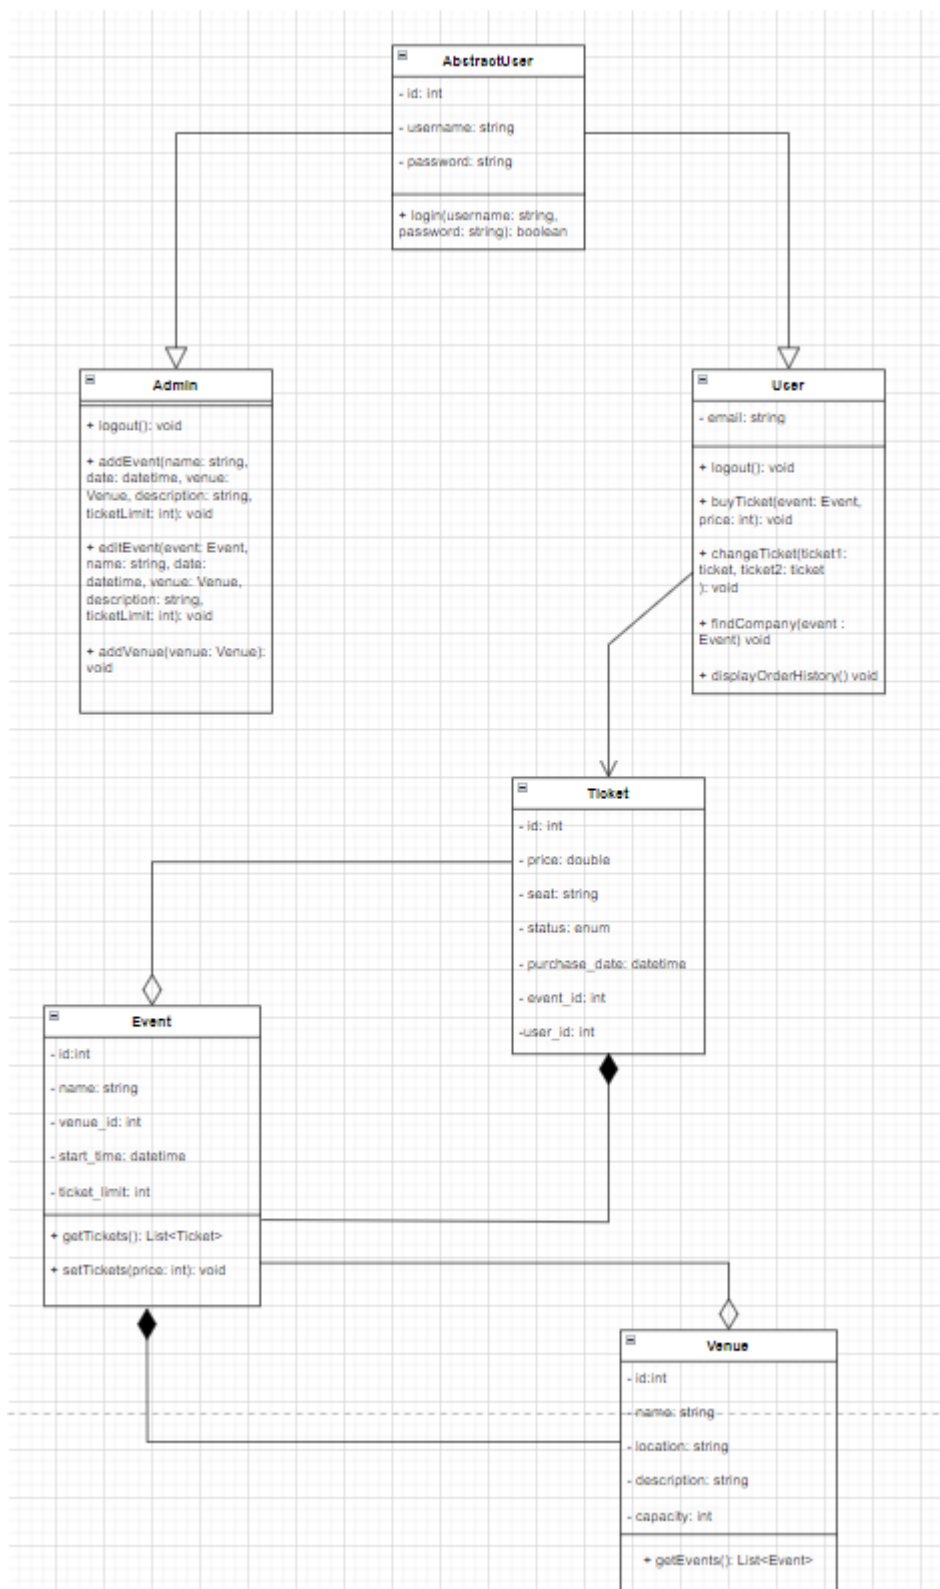 AbstractUser
- id: int
- username: string
- password: string
+ login(username: string,
password: string): boolean
Admin
+ logout(): void
+ addEvent(name: string,
date: datetime, venue:
Venue, description: string,
ticketLimit: int): void
+ editEvent(event: Event,
name: string, date:
datetime, venue: Venue,
description: string,
ticketLimit: int): void
+ addVenue(venue: Venue):
void
User
- email: string
+ logout(): void
+ buyTicket(event: Event,
price: int): void
+ changeTicket(ticket1:
ticket, ticket2: ticket
): void
+ findCompany(event :
Event) void
+ displayOrderHistory() void
Ticket
- id: int
- price: double
- seat: string
- status: enum
- purchase_date: datetime
- event_id: int
-user_id: int
Event
- id:int
- name: string
- venue_id: int
- start_time: datetime
- ticket_limit: int
+ getTickets(): List<Ticket>
+ setTickets(price: int): void
Venue
- id:int
- name: string
- location: string
- description: string
- capacity: int
+ getEvents(): List<Event>